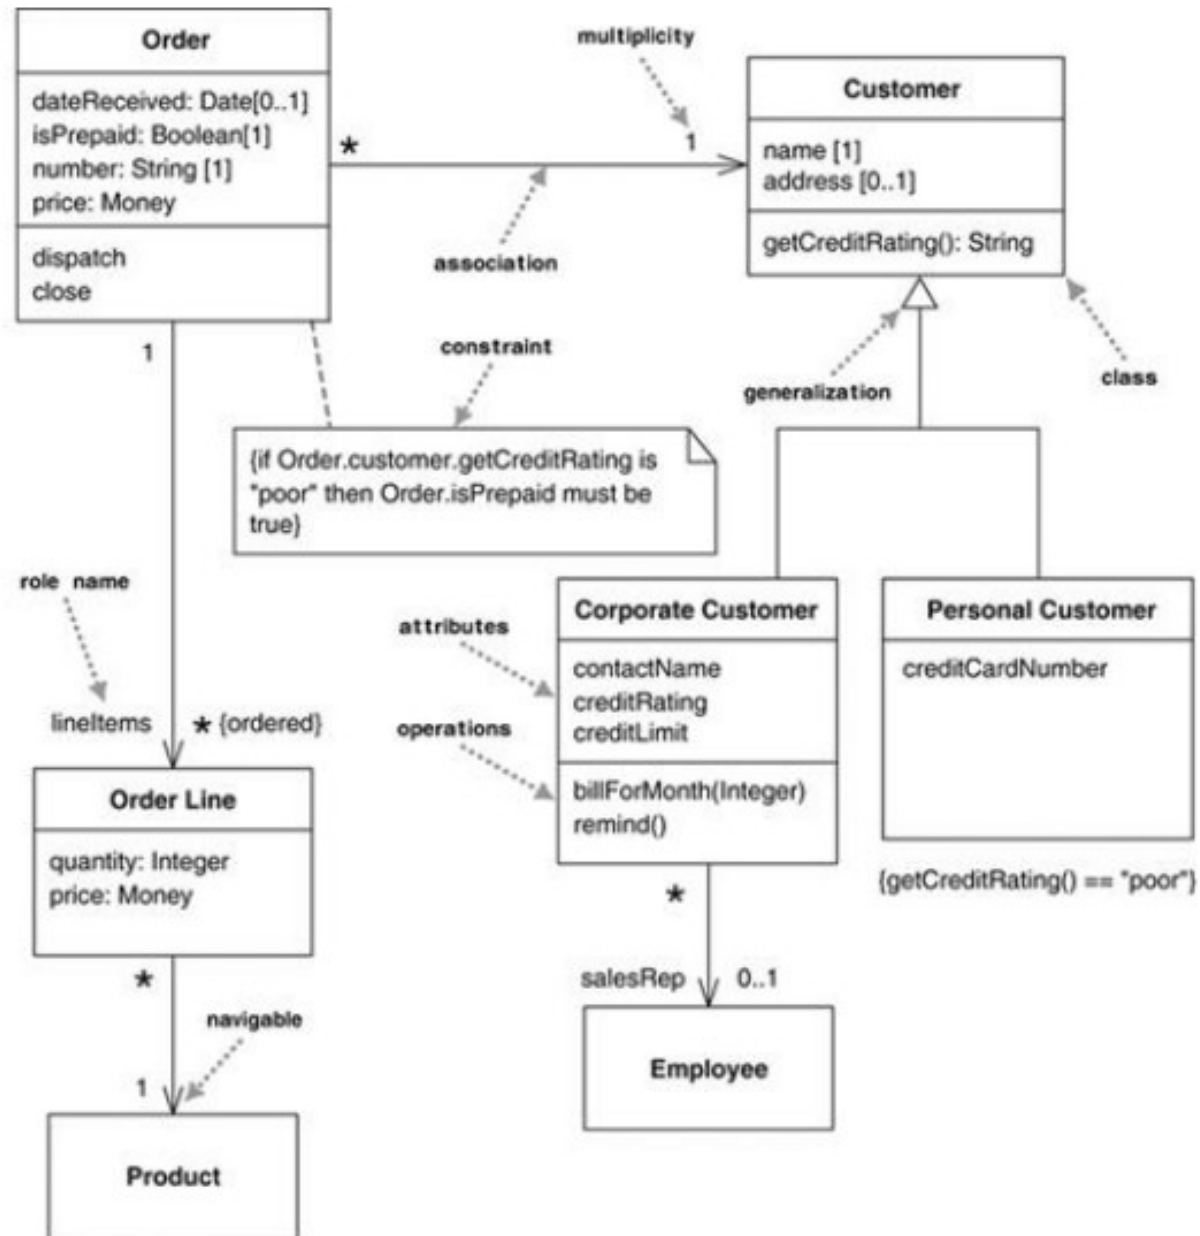 Order
dateReceived: Date[0..1]
isPrepaid: Boolean[1]
number: String [1]
price: Money
dispatch
close
multiplicity
* 1
association
Customer
name [1]
address [0..1]
getCreditRating(): String
generalization
class
1
constraint
{if Order.customer.getCreditRating is
"poor" then Order.isPrepaid must be
true}
role name
lineItems * {ordered}
Order Line
quantity: Integer
price: Money
*
navigable
1
Product
attributes
operations
Corporate Customer
contactName
creditRating
creditLimit
billForMonth(Integer)
remind()
*
salesRep 0..1
Employee
Personal Customer
creditCardNumber
{getCreditRating() == "poor"}